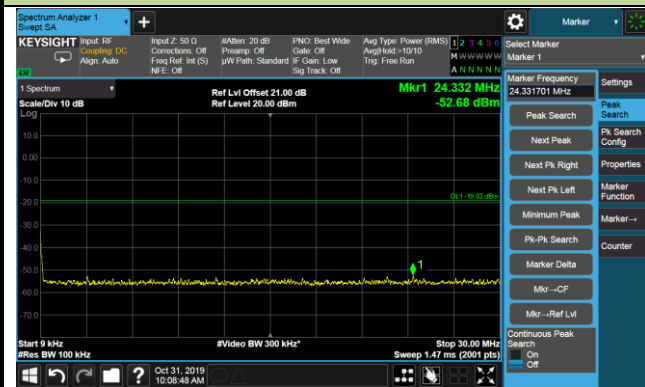 Spectrum Analyzer 1
Swept SA
Marker
KEYSIGHT
Input: RF
Coupling: DC
Align: Auto
Input Z: 50 Ω
Corrections: Off
Freq Ref: Int (S)
NFE: Off
#Atten: 20 dB
Preamp: Off
µW Path: Standard
PNO: Best Wide
Gate: Off
IF Gain: Low
Sig Track: Off
Avg Type: Power (RMS)
Avg|Hold:>10/10
Trig: Free Run
1 2 3 4 5 6
M W W W W W
A N N N N N
LV
Select Marker
Marker 1
1 Spectrum
Scale/Div 10 dB
Log
Ref Lvl Offset 21.00 dB
Ref Level 20.00 dBm
Mkr1 24.332 MHz
-52.68 dBm
10.0
0.00
-10.0
-20.0
-30.0
-40.0
-50.0
-60.0
-70.0
DL1 -19.02 dBm
1
Start 9 kHz
#Res BW 100 kHz
#Video BW 300 kHz*
Stop 30.00 MHz
Sweep 1.47 ms (2001 pts)
Marker Frequency
24.331701 MHz
Peak Search
Next Peak
Next Pk Right
Next Pk Left
Minimum Peak
Pk-Pk Search
Marker Delta
Mkr→CF
Mkr→Ref Lvl
Continuous Peak
Search
On
Off
Settings
Peak
Search
Pk Search
Config
Properties
Marker
Function
Marker→
Counter
?
Oct 31, 2019
10:08:48 AM